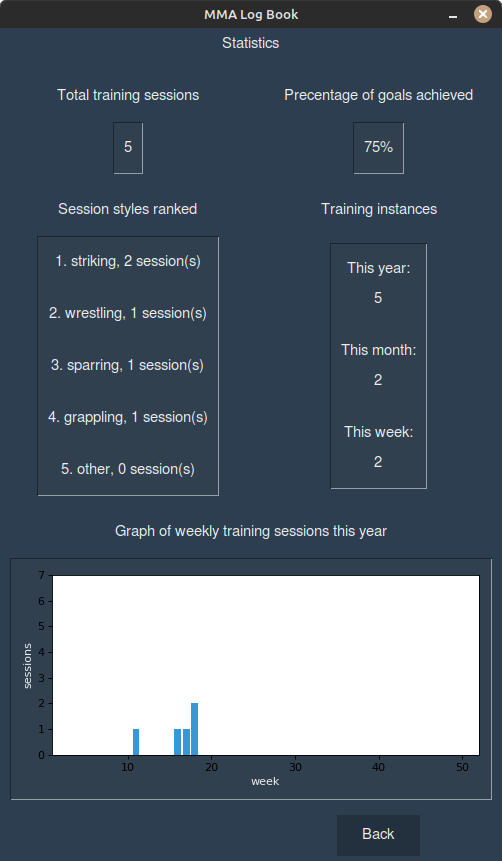 MMA Log Book
Statistics
Total training sessions
Precentage of goals achieved
5
75%
Session styles ranked
Training instances
1. striking, 2 session(s)
2. wrestling, 1 session(s)
3. sparring, 1 session(s)
4. grappling, 1 session(s)
5. other, 0 session(s)
This year:
5
This month:
2
This week:
2
Graph of weekly training sessions this year
7
6
5
4
3
2
1
0
sessions
10 20 30 40 50
week
Back